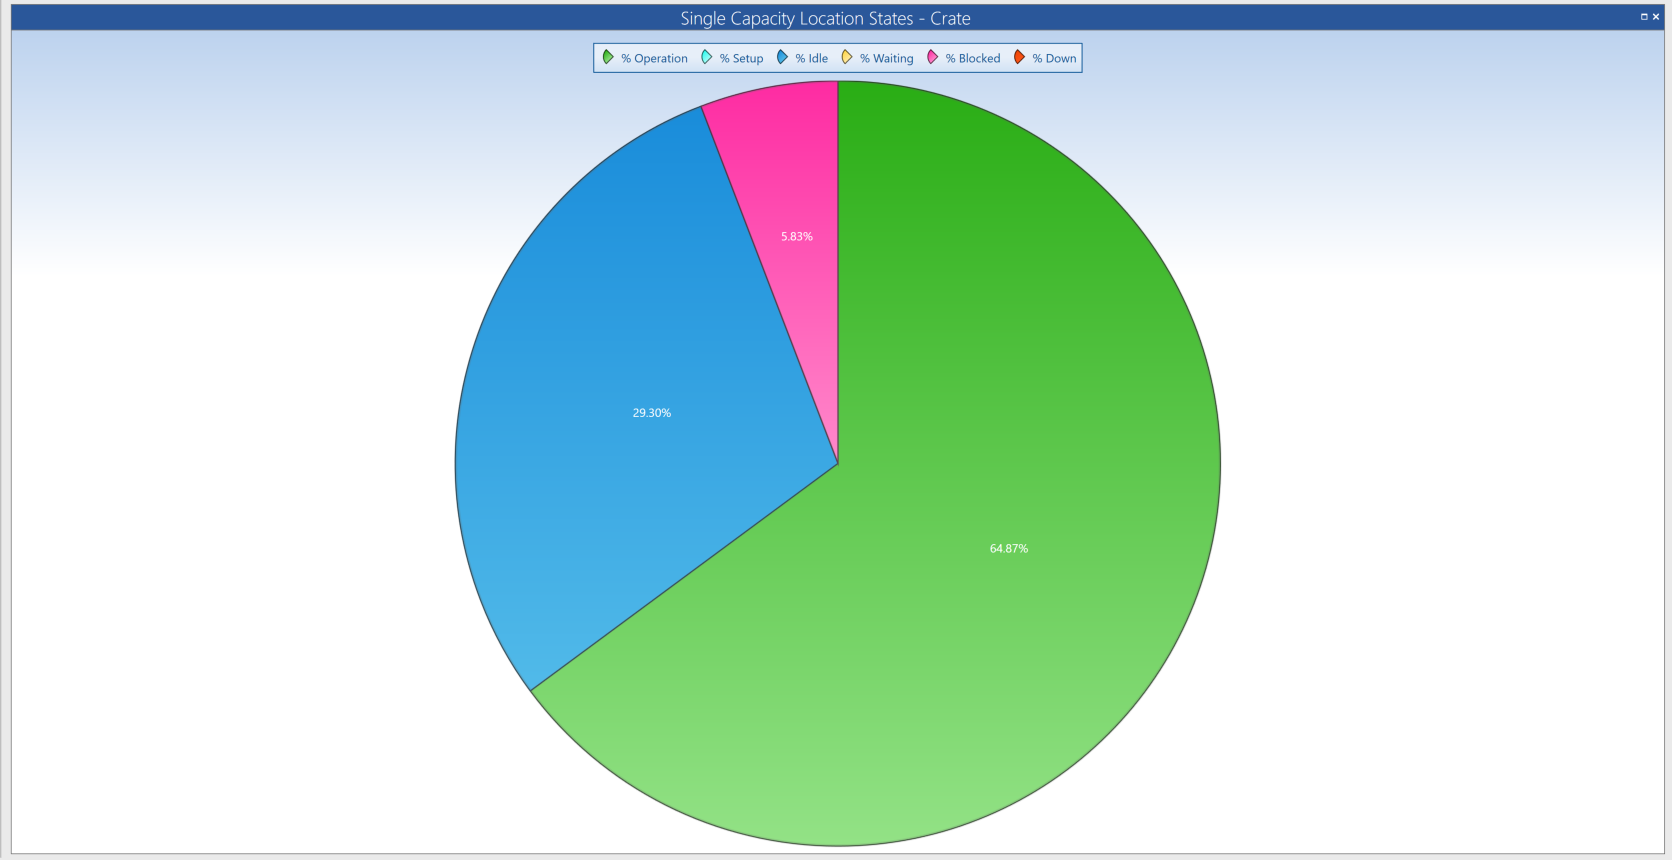 Single Capacity Location States - Crate
% Operation % Setup % Idle % Waiting % Blocked % Down
5.83%
29.30%
64.87%